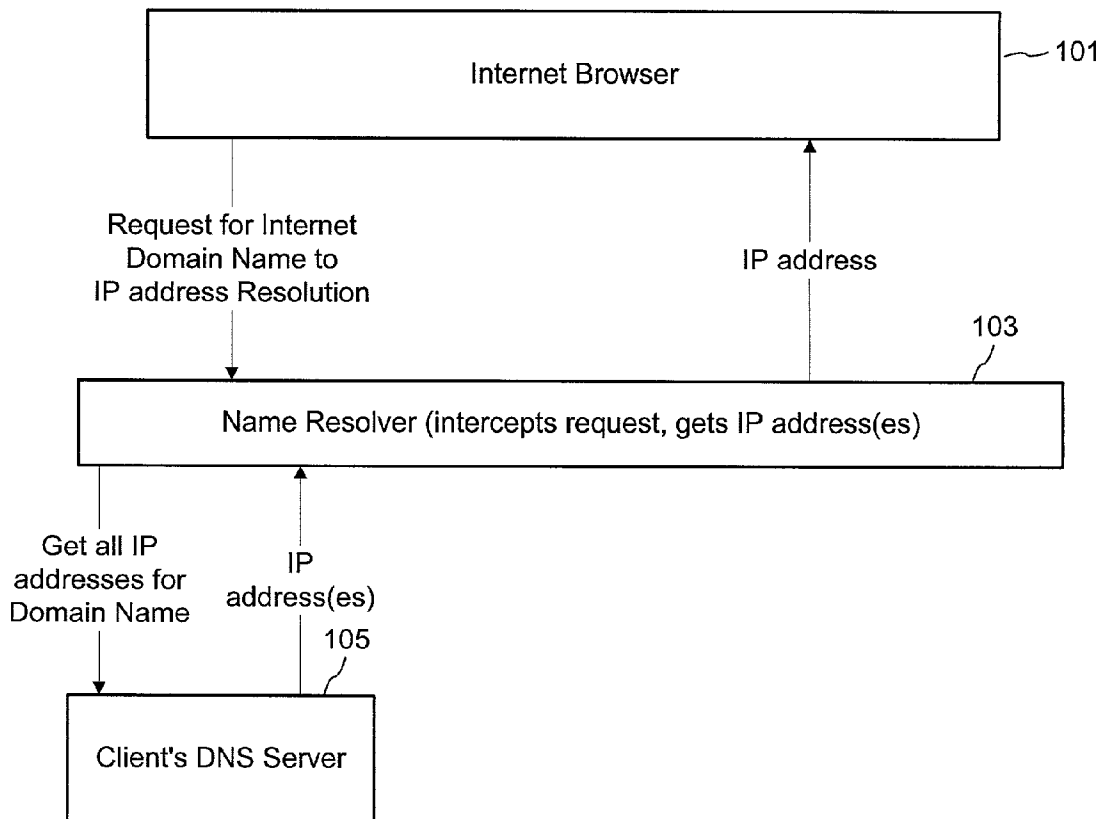 Internet Browser
101
Request for Internet
Domain Name to
IP address Resolution
IP address
103
Name Resolver (intercepts request, gets IP address(es)
Get all IP
addresses for
Domain Name
IP
address(es)
105
Client's DNS Server